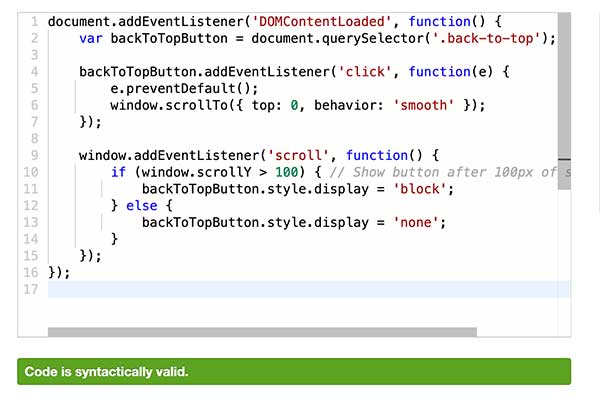 1 document.addEventListener('DOMContentLoaded', function() {
2     var backToTopButton = document.querySelector('.back-to-top');
3
4     backToTopButton.addEventListener('click', function(e) {
5         e.preventDefault();
6         window.scrollTo({ top: 0, behavior: 'smooth' });
7     });
8
9     window.addEventListener('scroll', function() {
10         if (window.scrollY > 100) { // Show button after 100px of s
11             backToTopButton.style.display = 'block';
12         } else {
13             backToTopButton.style.display = 'none';
14         }
15     });
16 });
17
Code is syntactically valid.